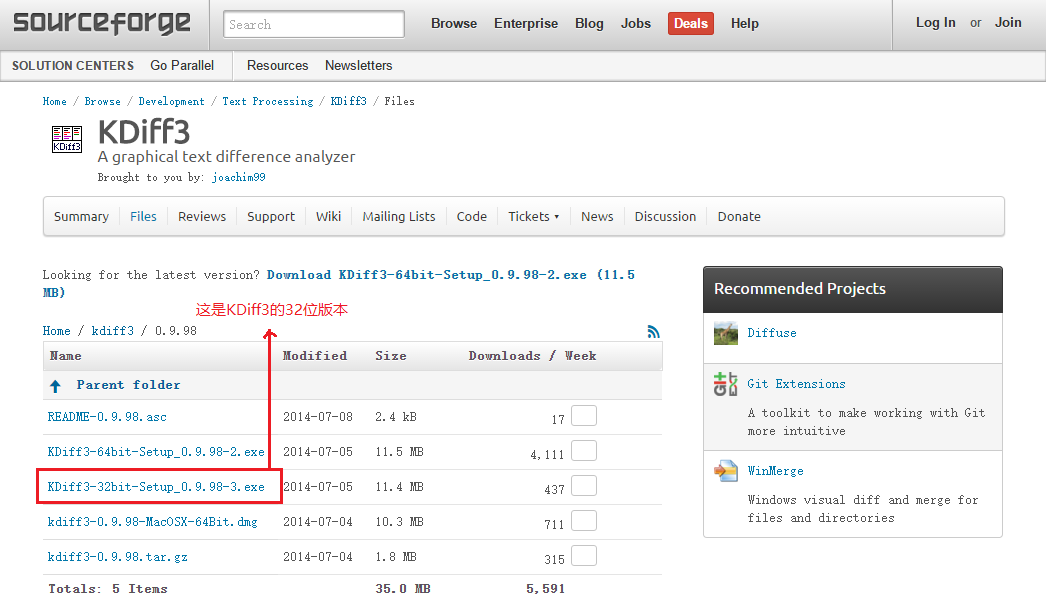 sourceforge
Search
Browse Enterprise Blog Jobs Deals Help
Log In or Join
SOLUTION CENTERS Go Parallel Resources Newsletters
Home / Browse / Development / Text Processing / KDiff3 / Files
KDiff3
KDiff3
A graphical text difference analyzer
Brought to you by: joachim99
Summary Files Reviews Support Wiki Mailing Lists Code Tickets News Discussion Donate
Looking for the latest version? Download KDiff3-64bit-Setup_0.9.98-2.exe (11.5
MB)
这是KDiff3的32位版本
Home / kdiff3 / 0.9.98
Name Modified Size Downloads / Week
Parent folder
README-0.9.98.asc 2014-07-08 2.4 kB 17
KDiff3-64bit-Setup_0.9.98-2.exe 2014-07-05 11.5 MB 4,111
KDiff3-32bit-Setup_0.9.98-3.exe 2014-07-05 11.4 MB 437
kdiff3-0.9.98-MacOSX-64Bit.dmg 2014-07-04 10.3 MB 711
kdiff3-0.9.98.tar.gz 2014-07-04 1.8 MB 315
Totals: 5 Items 35.0 MB 5,591
Recommended Projects
Diffuse
Git Extensions
A toolkit to make working with Git
more intuitive
WinMerge
Windows visual diff and merge for
files and directories